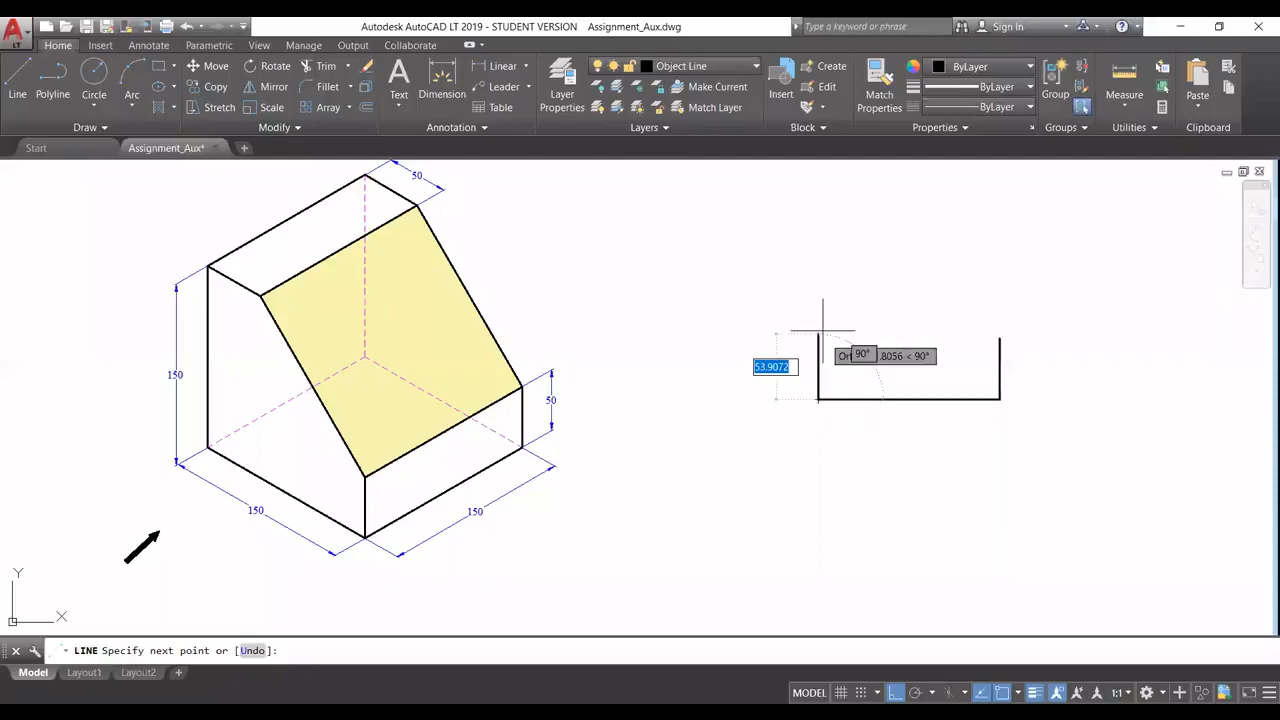 Autodesk AutoCAD LT 2019 - STUDENT VERSION Assignment_Aux.dwg
Type a keyword or phrase
Sign In
A
LT
Home Insert Annotate Parametric View Manage Output Collaborate
Line
Polyline
Circle
Arc
Move
Rotate
Trim
Copy
Mirror
Fillet
Stretch
Scale
Array
Text
Dimension
Linear
Leader
Table
Layer Properties
Object Line
Make Current
Match Layer
Insert
Create
Edit
Match Properties
ByLayer
ByLayer
ByLayer
Group
Measure
Paste
Draw
Modify
Annotation
Layers
Block
Properties
Groups
Utilities
Clipboard
Start
Assignment_Aux*
50
150
50
150
150
53.9072
90°
.8056 < 90°
Y
X
LINE Specify next point or [Undo]:
Model Layout1 Layout2 +
MODEL
1:1